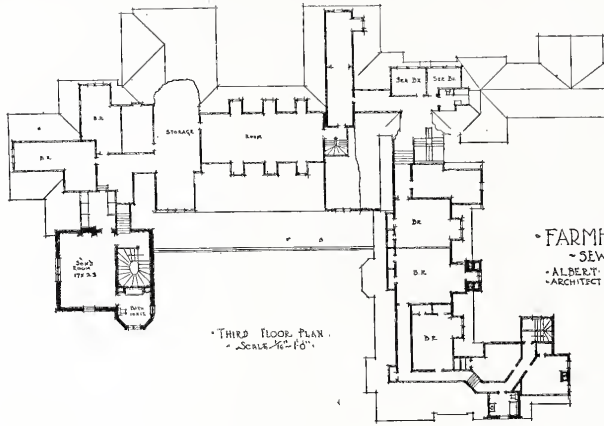 B.R
B.R
STORAGE
ROOM
Ser Br
Ser Br
SON'S
ROOM
17 X 23
BATH
BR
B.R
B.R
- FARMH
- SEW
- ALBERT.
- ARCHITECT
- THIRD FLOOR PLAN.
- SCALE 1/16"=1'0".